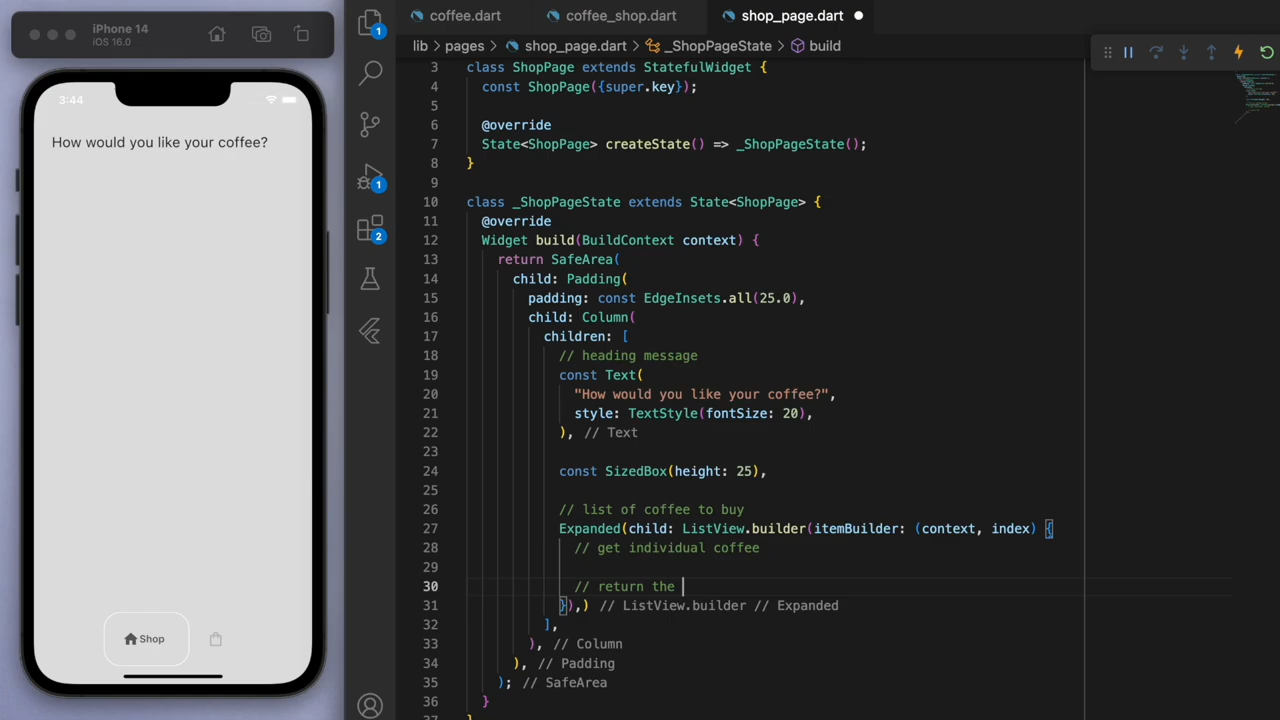 iPhone 14
iOS 16.0
3:44
How would you like your coffee?
Shop
1
1
2
coffee.dart
coffee_shop.dart
shop_page.dart
lib > pages > shop_page.dart > _ShopPageState > build
3 class ShopPage extends StatefulWidget {
4 const ShopPage({super.key});
5
6 @override
7 State<ShopPage> createState() => _ShopPageState();
8 }
9
10 class _ShopPageState extends State<ShopPage> {
11 @override
12 Widget build(BuildContext context) {
13 return SafeArea(
14 child: Padding(
15 padding: const EdgeInsets.all(25.0),
16 child: Column(
17 children: [
18 // heading message
19 const Text(
20 "How would you like your coffee?",
21 style: TextStyle(fontSize: 20),
22 ), // Text
23
24 const SizedBox(height: 25),
25
26 // list of coffee to buy
27 Expanded(child: ListView.builder(itemBuilder: (context, index) {
28 // get individual coffee
29
30 // return the
31 }),) // ListView.builder // Expanded
32 ],
33 ), // Column
34 ), // Padding
35 ); // SafeArea
36 }
37 }